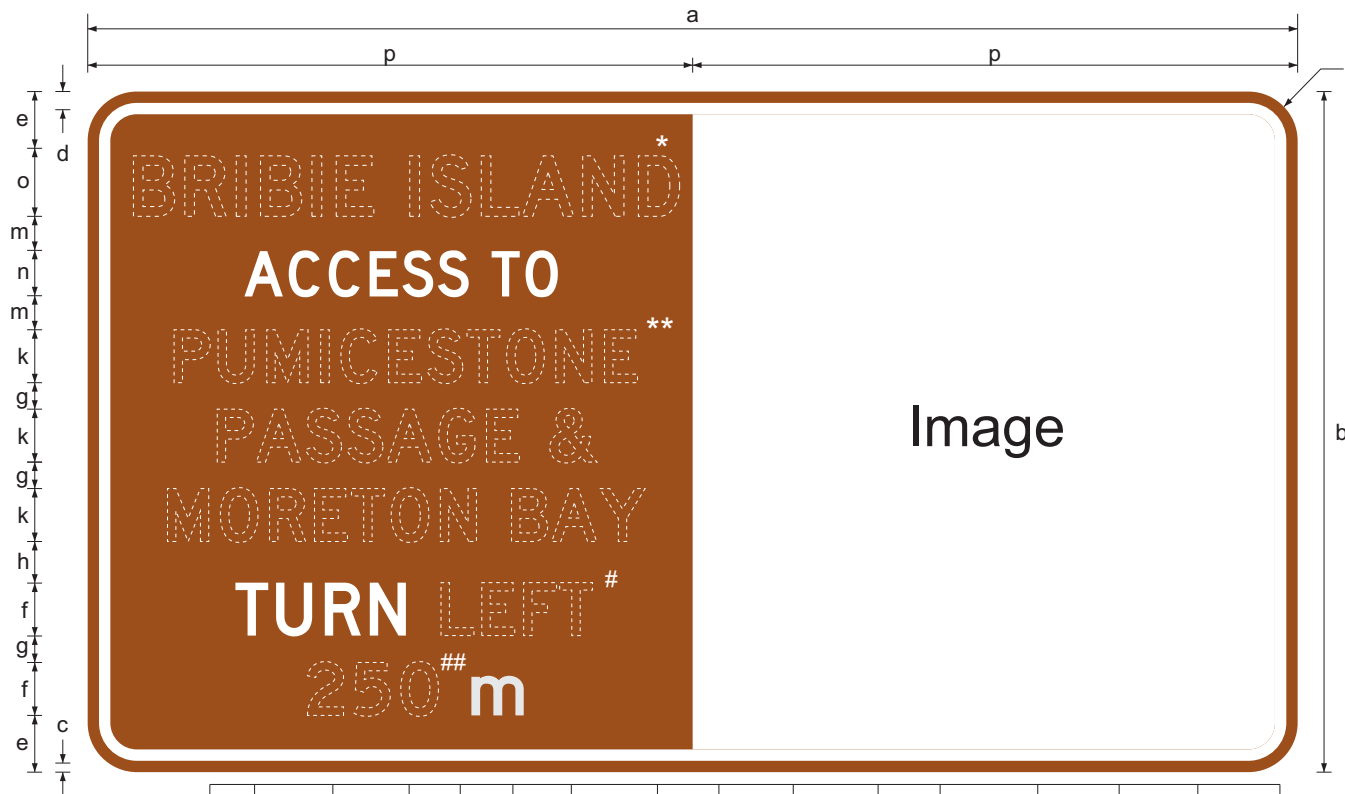 a
p p
e
d
o
m
n
m
k
g
k
g
k
h
f
g
f
c
e
b
BRIBIE ISLAND*
ACCESS TO
PUMICESTONE**
PASSAGE &
MORETON BAY
TURN LEFT#
250##m
Image